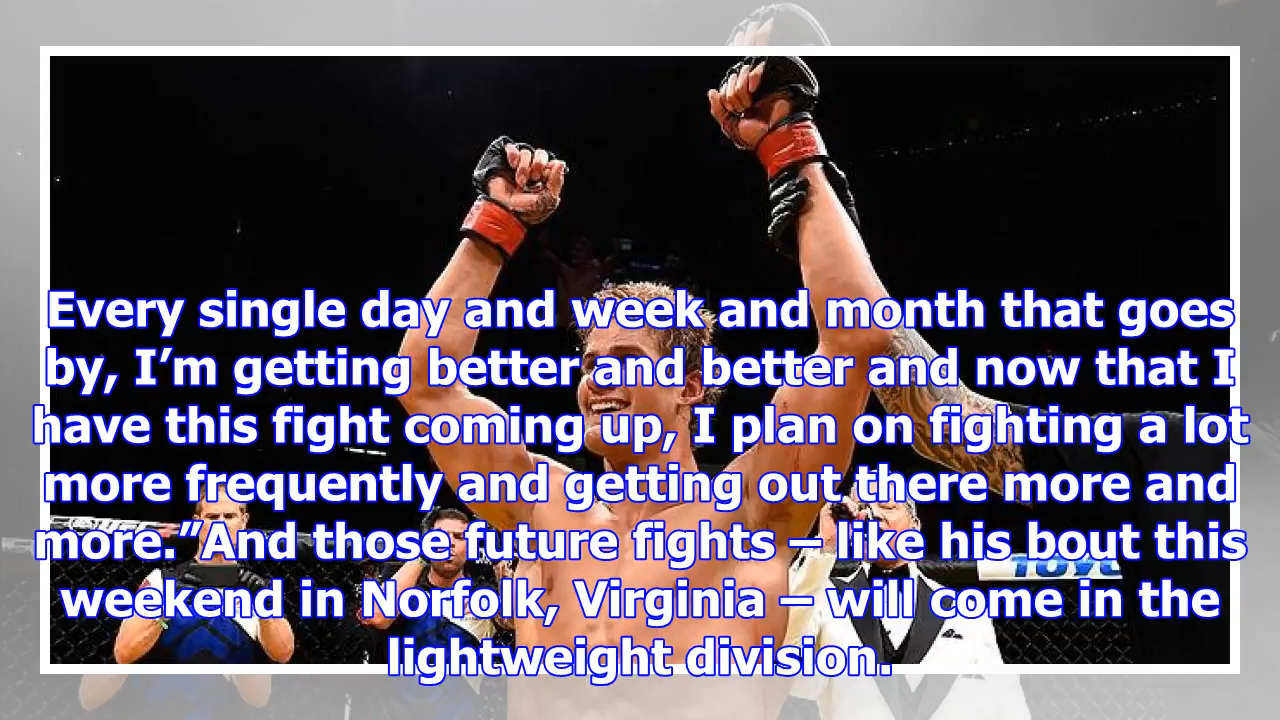 Every single day and week and month that goes
by, I’m getting better and better and now that I
have this fight coming up, I plan on fighting a lot
more frequently and getting out there more and
more.”And those future fights – like his bout this
weekend in Norfolk, Virginia – will come in the
lightweight division.